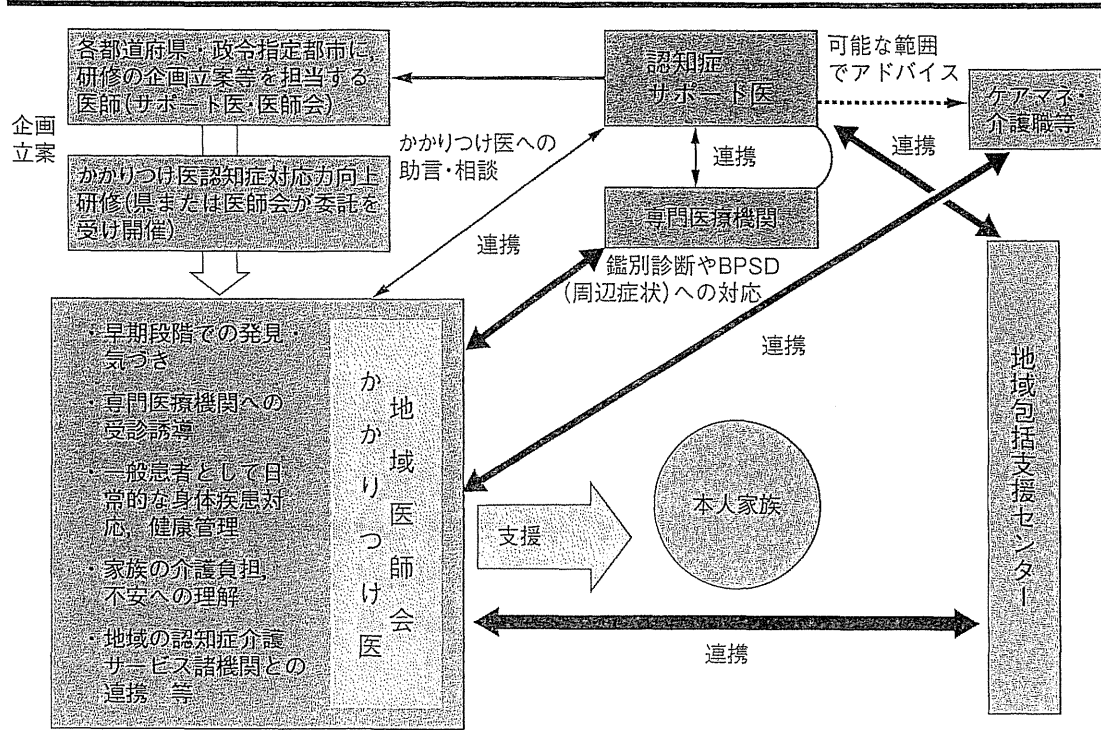 各都道府県・政令指定都市に,
研修の企画立案等を担当する
医師(サポート医・医師会)
企画
立案
かかりつけ医認知症対応力向上
研修(県または医師会が委託を
受け開催)
認知症
サポート医
可能な範囲
でアドバイス
ケアマネ・
介護職等
かかりつけ医への
助言・相談
連携
連携
連携
専門医療機関
鑑別診断やBPSD
(周辺症状)への対応
連携
・早期段階での発見・
気づき
・専門医療機関への
受診誘導
・一般患者として日
常的な身体疾患対
応, 健康管理
・家族の介護負担,
不安への理解
・地域の認知症介護
サービス諸機関との
連携 等
地域医師会
かかりつけ医
支援
本人家族
連携
地域包括支援センター